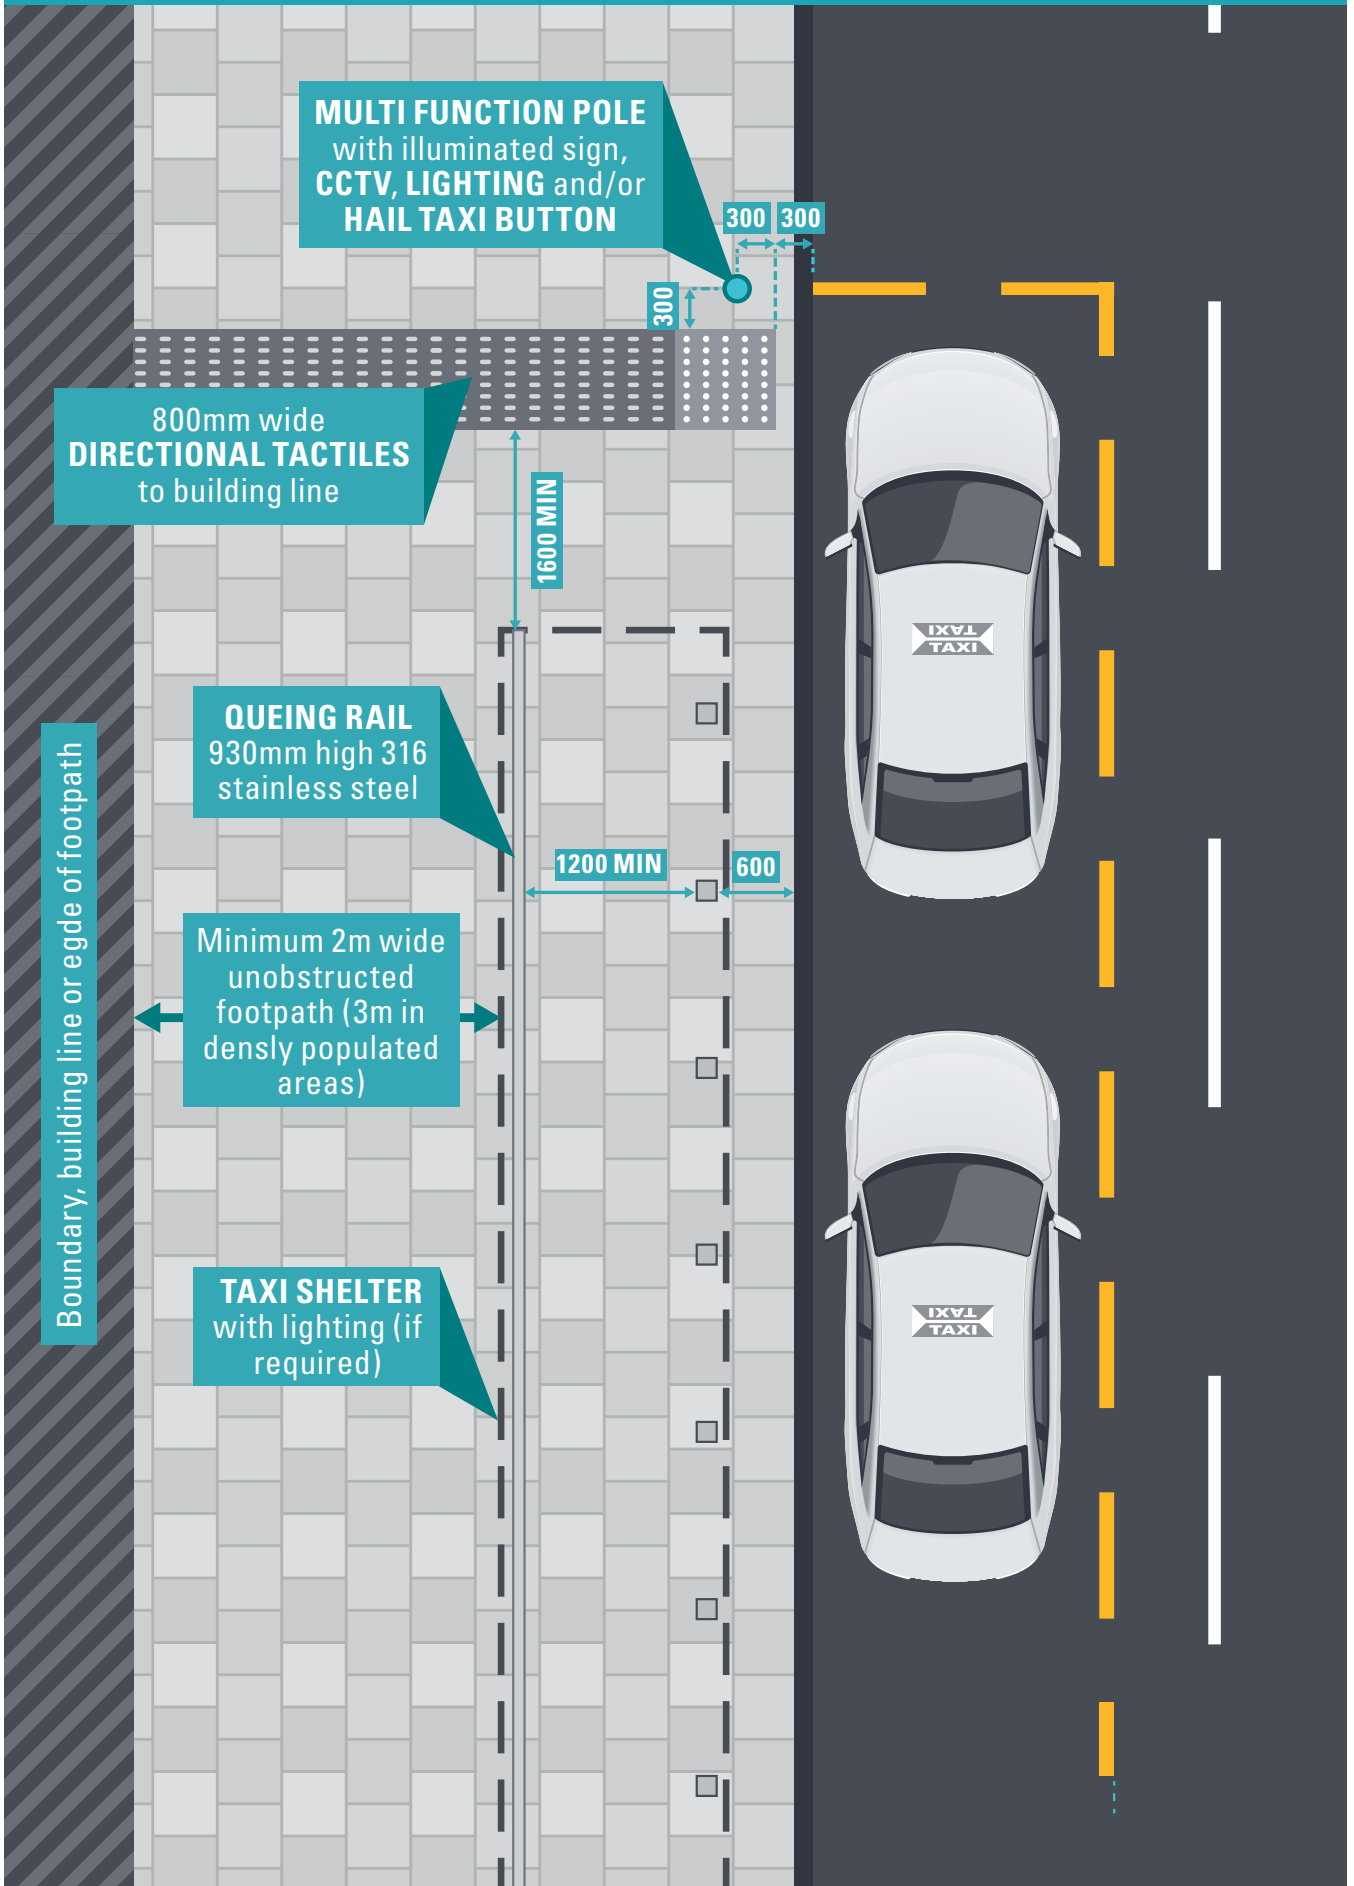 MULTI FUNCTION POLE
with illuminated sign,
CCTV, LIGHTING and/or
HAIL TAXI BUTTON
300
300
300
800mm wide
DIRECTIONAL TACTILES
to building line
1600 MIN
TAXI
TAXI
QUEING RAIL
930mm high 316
stainless steel
Boundary, building line or egde of footpath
1200 MIN
600
Minimum 2m wide
unobstructed
footpath (3m in
densly populated
areas)
TAXI SHELTER
with lighting (if
required)
TAXI
TAXI